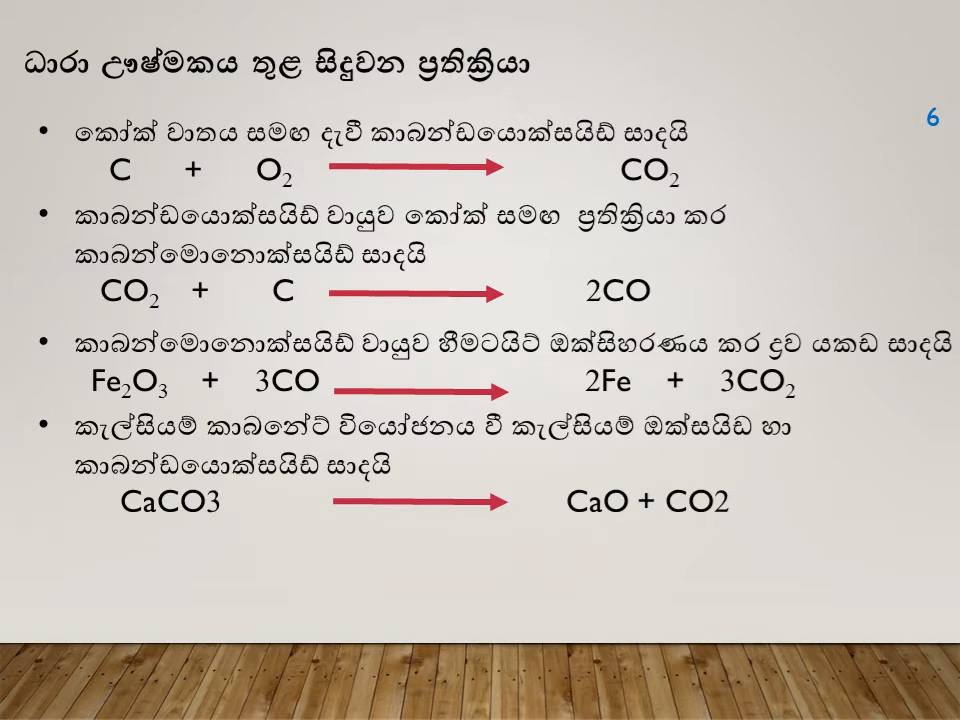 ධාරා ඌෂ්මකය තුළ සිදුවන ප්‍රතික්‍රියා
6
• කෝක් වාතය සමඟ දැවී කාබන්ඩයොක්සයිඩ් සාදයි
C + O₂ → CO₂
• කාබන්ඩයොක්සයිඩ් වායුව කෝක් සමඟ ප්‍රතික්‍රියා කර
කාබන්මොනොක්සයිඩ් සාදයි
CO₂ + C → 2CO
• කාබන්මොනොක්සයිඩ් වායුව හීමටයිට් ඔක්සිහරණය කර ද්‍රව යකඩ සාදයි
Fe₂O₃ + 3CO → 2Fe + 3CO₂
• කැල්සියම් කාබනේට් වියෝජනය වී කැල්සියම් ඔක්සයිඩ හා
කාබන්ඩයොක්සයිඩ් සාදයි
CaCO3 → CaO + CO2